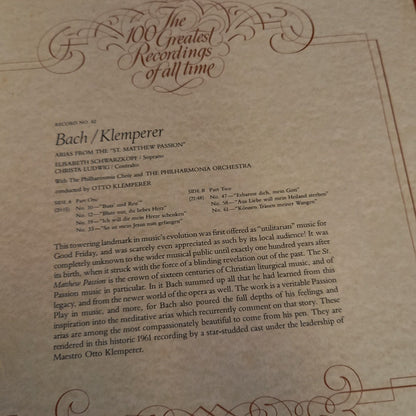 The
100 Greatest
Recordings
of all time
RECORD NO. 42
Bach / Klemperer
ARIAS FROM THE "ST. MATTHEW PASSION"
ELISABETH SCHWARZKOPF / Soprano
CHRISTA LUDWIG / Contralto
With The Philharmonia Choir and THE PHILHARMONIA ORCHESTRA
conducted by OTTO KLEMPERER
SIDE A Part One
No. 10—"Buss' und Reu"
No. 12—"Blute nur, du liebes Herz"
No. 19—"Ich will dir mein Herze schenken"
No. 33—"So ist mein Jesus nun gefangen"
SIDE B Part Two
No. 47—"Erbarme dich, mein Gott"
No. 58—"Aus Liebe will mein Heiland sterben"
No. 61—"Können Tränen meiner Wangen"
This towering landmark in music's evolution was first offered as "utilitarian" music for
Good Friday, and was scarcely even appreciated as such by its local audience! It was
completely unknown to the wider musical public until exactly one hundred years after
its birth, when it struck with the force of a blinding revelation out of the past. The St.
Matthew Passion is the crown of sixteen centuries of Christian liturgical music, and of
Passion music in particular. In it Bach summed up all that he had learned from this
legacy, and from the newer world of the opera as well. The work is a veritable Passion
Play in music, and more, for Bach also poured the full depths of his feelings and
inspiration into the meditative arias which recurrently comment on that story. These
arias are among the most compassionately beautiful to come from his pen. They are
rendered in this historic 1961 recording by a star-studded cast under the leadership of
Maestro Otto Klemperer.